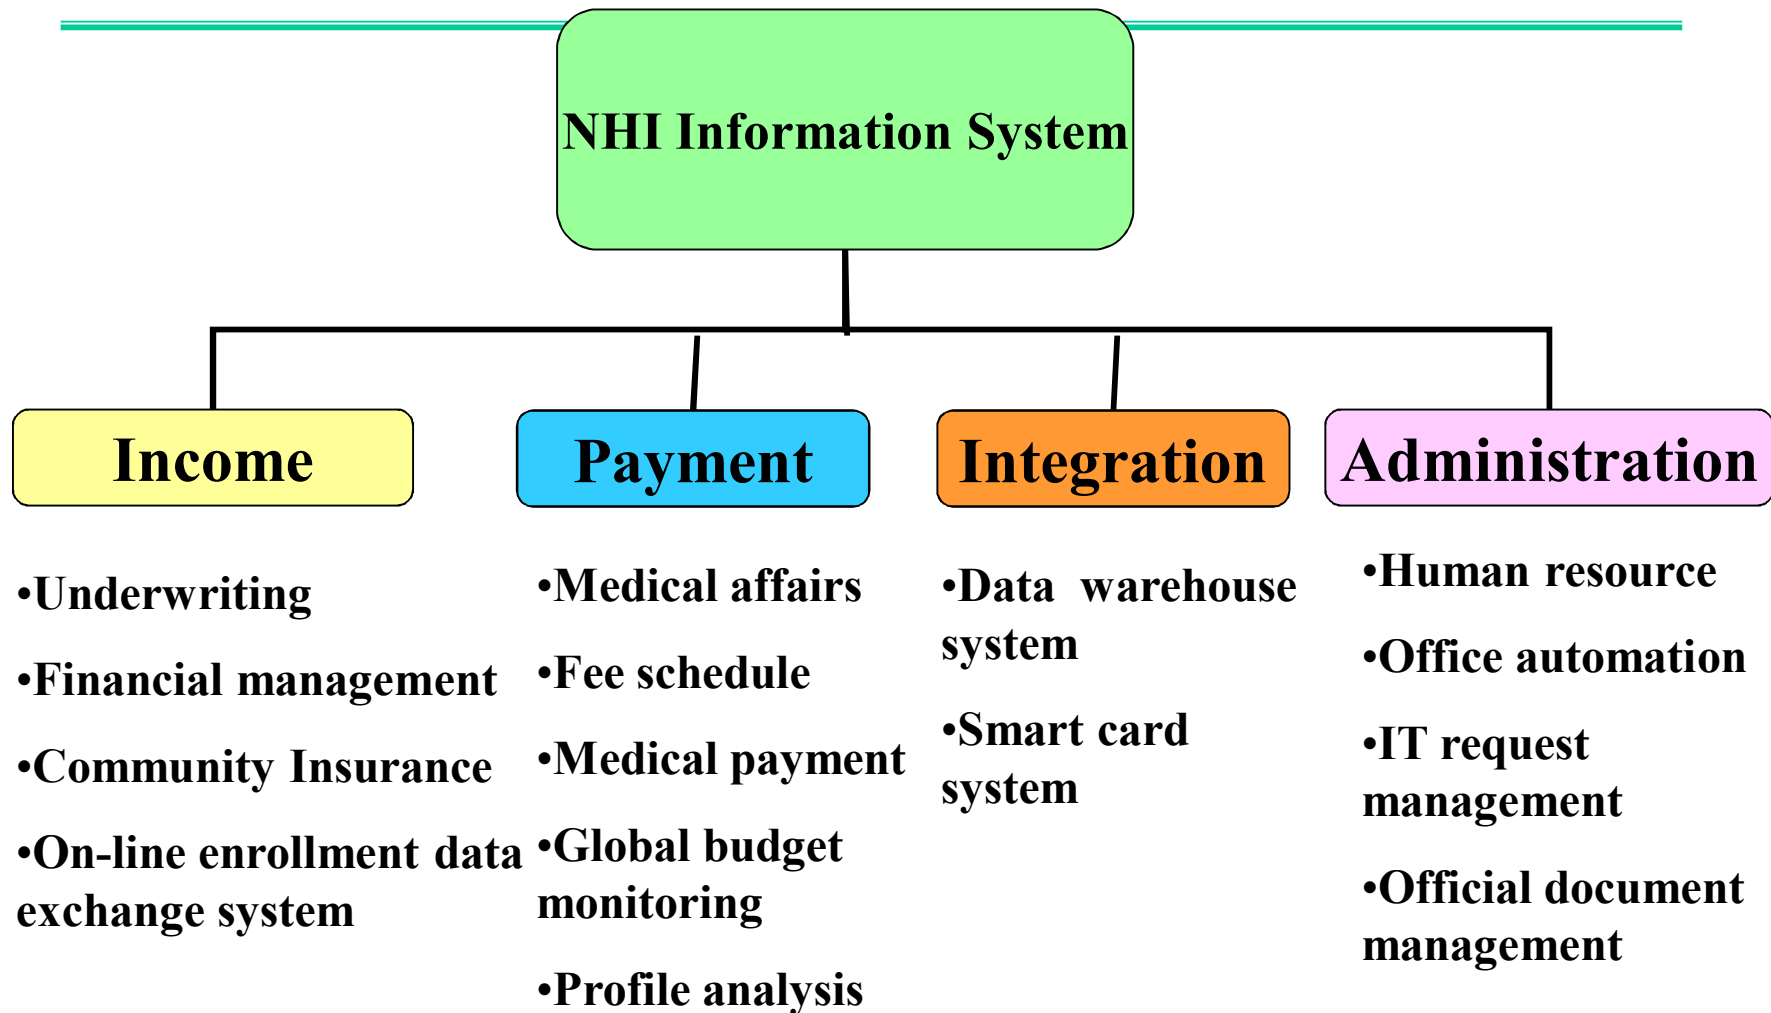 NHI Information System
Income
•Underwriting
•Financial management
•Community Insurance
•On-line enrollment data
exchange system
Payment
•Medical affairs
•Fee schedule
•Medical payment
•Global budget
monitoring
•Profile analysis
Integration
•Data warehouse
system
•Smart card
system
Administration
•Human resource
•Office automation
•IT request
management
•Official document
management